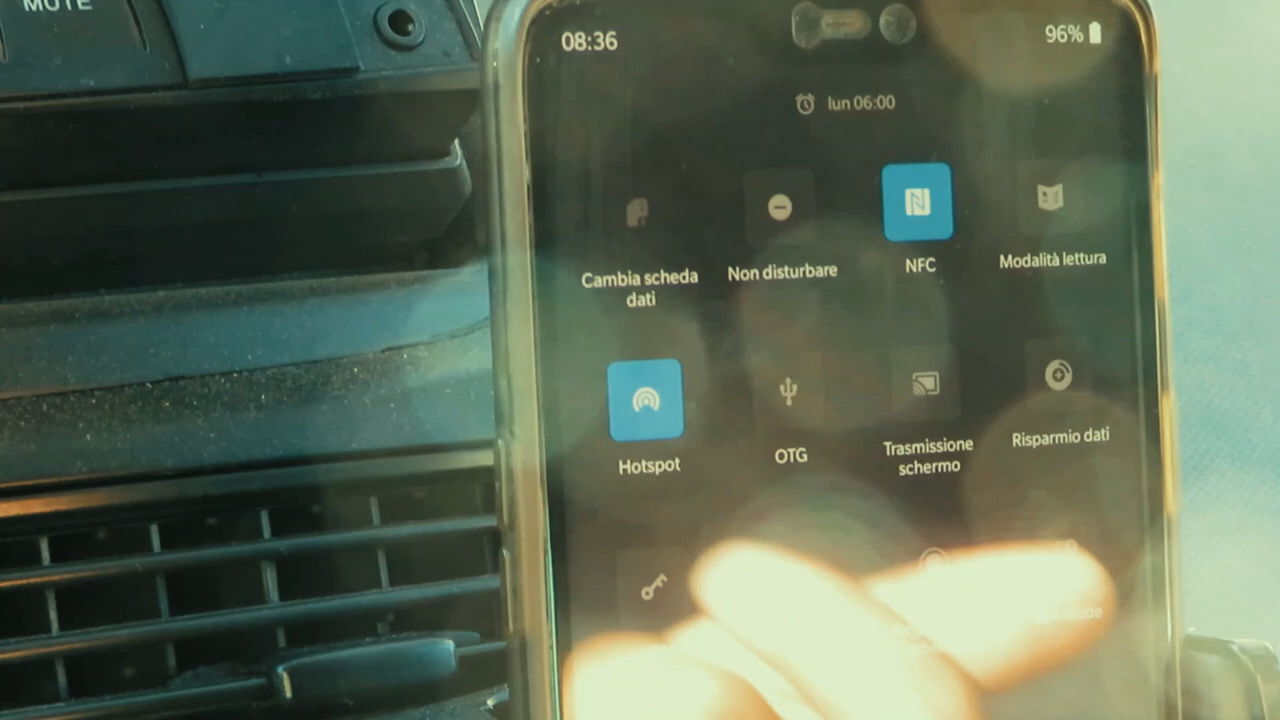 MUTE
08:36
96%
lun 06:00
Cambia scheda
dati
Non disturbare
NFC
Modalità lettura
Hotspot
OTG
Trasmissione
schermo
Risparmio dati